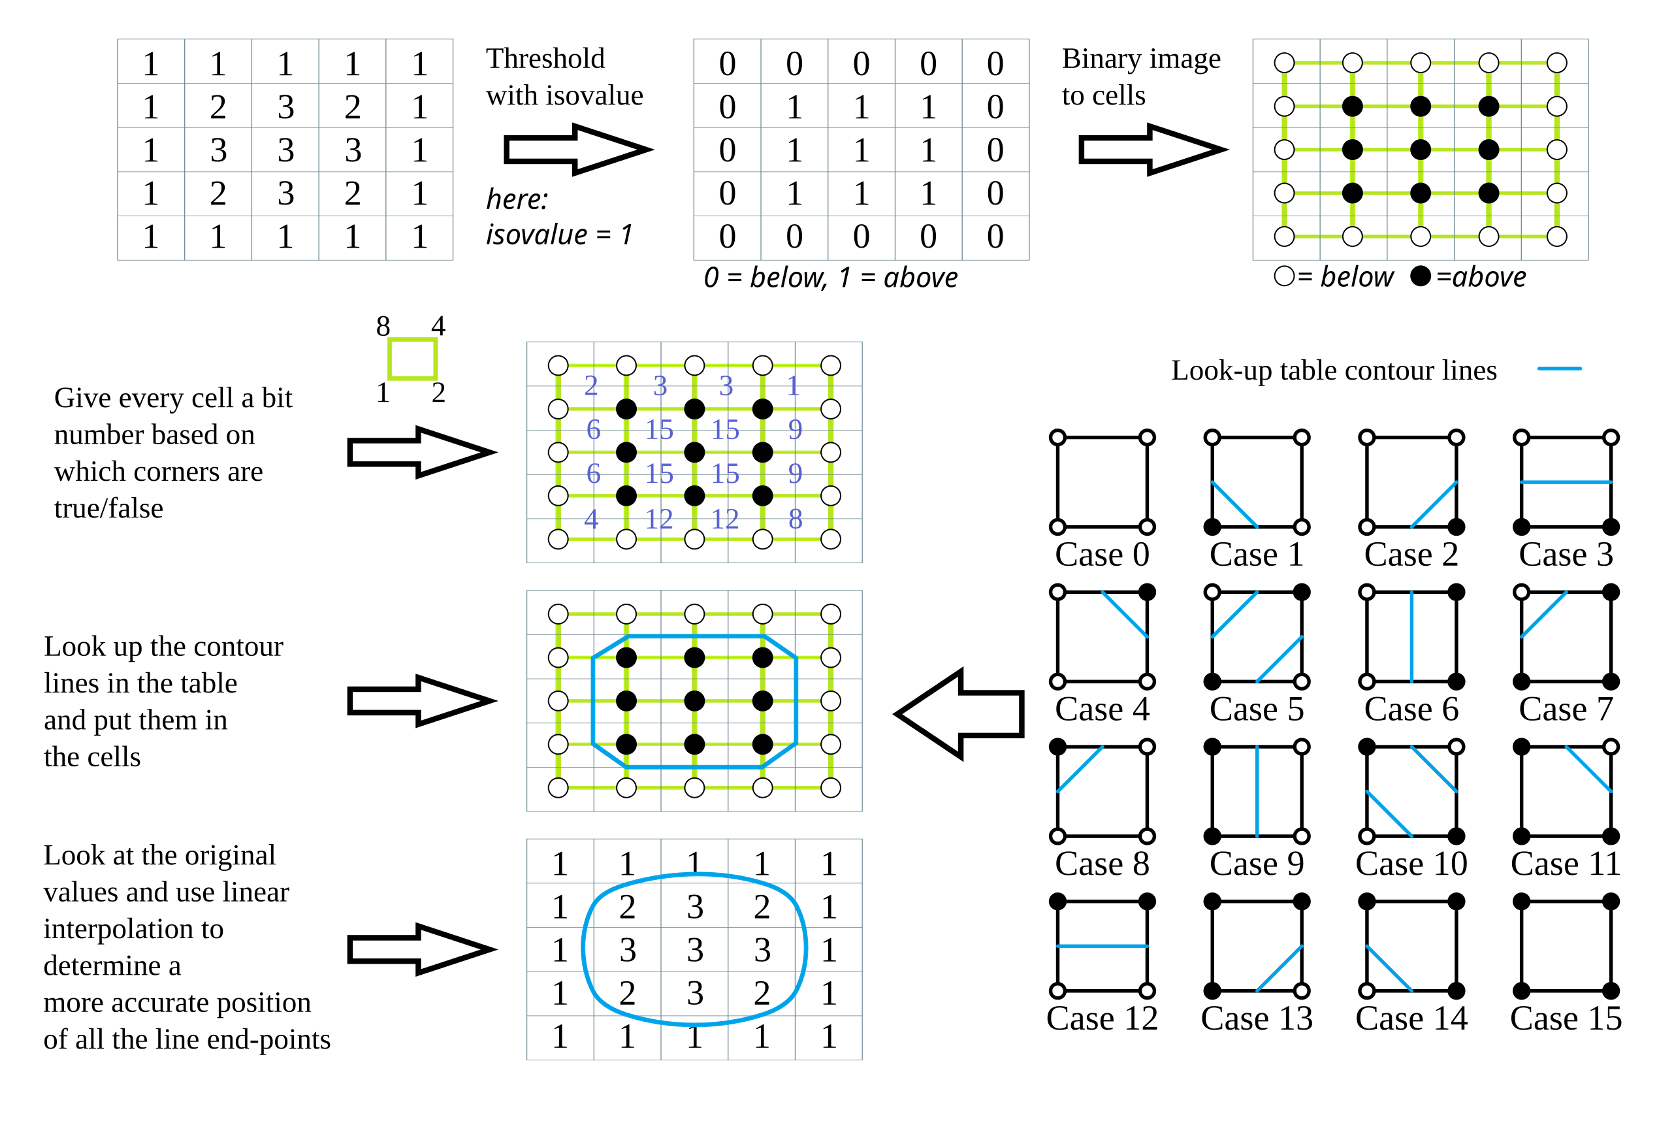 1 1 1 1 1
1 2 3 2 1
1 3 3 3 1
1 2 3 2 1
1 1 1 1 1
Threshold
with isovalue
here:
isovalue = 1
0 0 0 0 0
0 1 1 1 0
0 1 1 1 0
0 1 1 1 0
0 0 0 0 0
0 = below, 1 = above
Binary image
to cells
= below =above
Give every cell a bit
number based on
which corners are
true/false
8 4
1 2
2 3 3 1
6 15 15 9
6 15 15 9
4 12 12 8
Look-up table contour lines
Case 0 Case 1 Case 2 Case 3
Case 4 Case 5 Case 6 Case 7
Case 8 Case 9 Case 10 Case 11
Case 12 Case 13 Case 14 Case 15
Look up the contour
lines in the table
and put them in
the cells
Look at the original
values and use linear
interpolation to
determine a
more accurate position
of all the line end-points
1 1 1 1 1
1 2 3 2 1
1 3 3 3 1
1 2 3 2 1
1 1 1 1 1